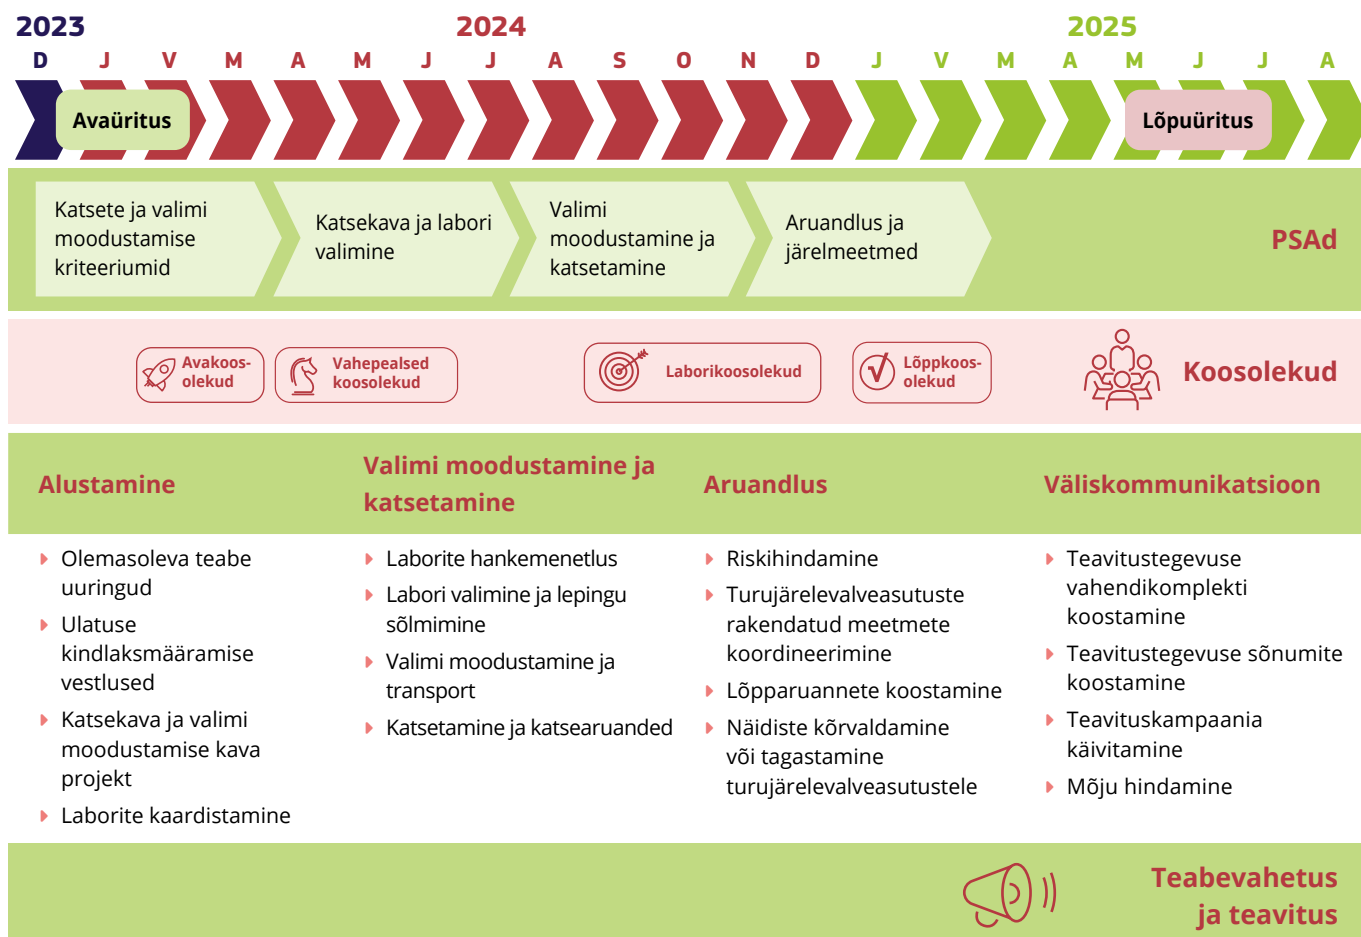 2023
2024
2025
D J V M A M J J A S O N D J V M A M J J A
Avaüritus
Lõpuüritus
Katsete ja valimi
moodustamise
kriteeriumid
Katsekava ja labori
valimine
Valimi
moodustamine ja
katsetamine
Aruandlus ja
järelmeetmed
PSAd
Avakoos-
olekud
Vahepealsed
koosolekud
Laborikoosolekud
Lõppkoos-
olekud
Koosolekud
Alustamine
Olemasoleva teabe
uuringud
Ulatuse
kindlaksmääramise
vestlused
Katsekava ja valimi
moodustamise kava
projekt
Laborite kaardistamine
Valimi moodustamine ja
katsetamine
Laborite hankemenetlus
Labori valimine ja lepingu
sõlmimine
Valimi moodustamine ja
transport
Katsetamine ja katsearuanded
Aruandlus
Riskihindamine
Turujärelevalveasutuste
rakendatud meetmete
koordineerimine
Lõpparuannete koostamine
Näidiste kõrvaldamine
või tagastamine
turujärelevalveasutustele
Väliskommunikatsioon
Teavitustegevuse
vahendikomplekti
koostamine
Teavitustegevuse sõnumite
koostamine
Teavituskampaania
käivitamine
Mõju hindamine
Teabevahetus
ja teavitus